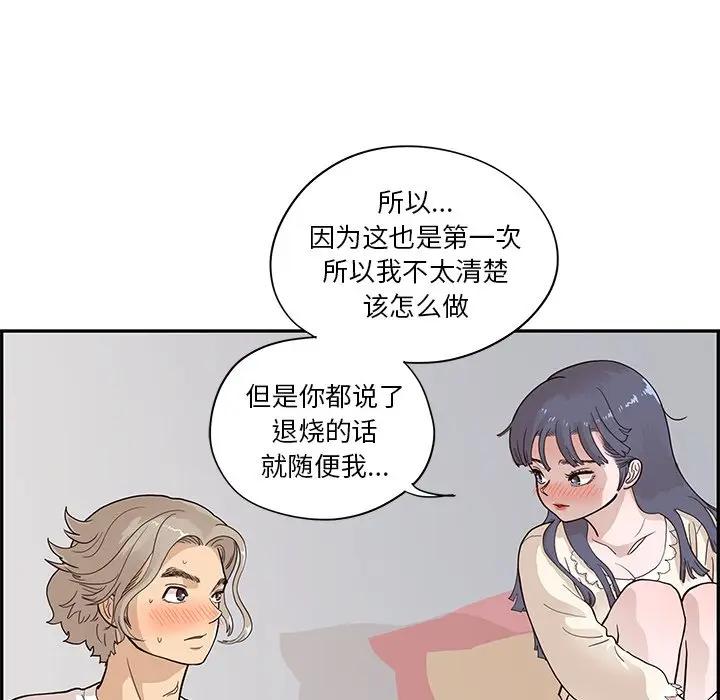 所以...
因为这也是第一次
所以我不太清楚
该怎么做
但是你都说了
退烧的话
就随便我...